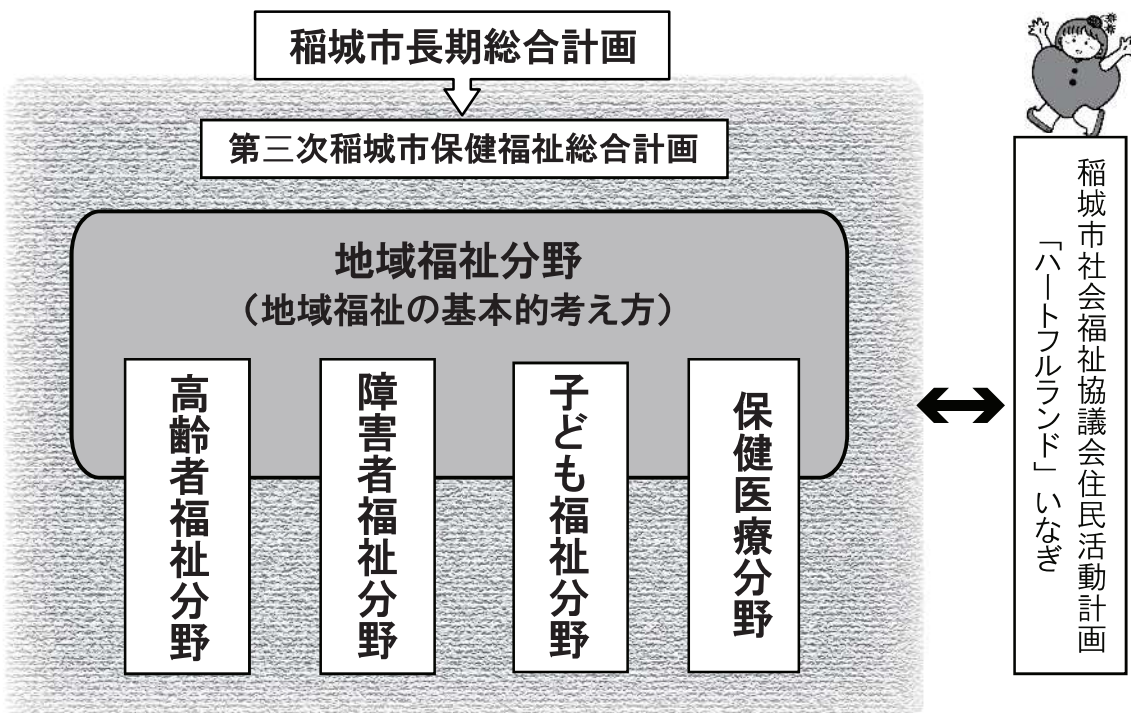 稲城市長期総合計画
第三次稲城市保健福祉総合計画
地域福祉分野
（地域福祉の基本的考え方）
高齢者福祉分野
障害者福祉分野
子ども福祉分野
保健医療分野
稲城市社会福祉協議会住民活動計画
「ハートフルランド」いなぎ